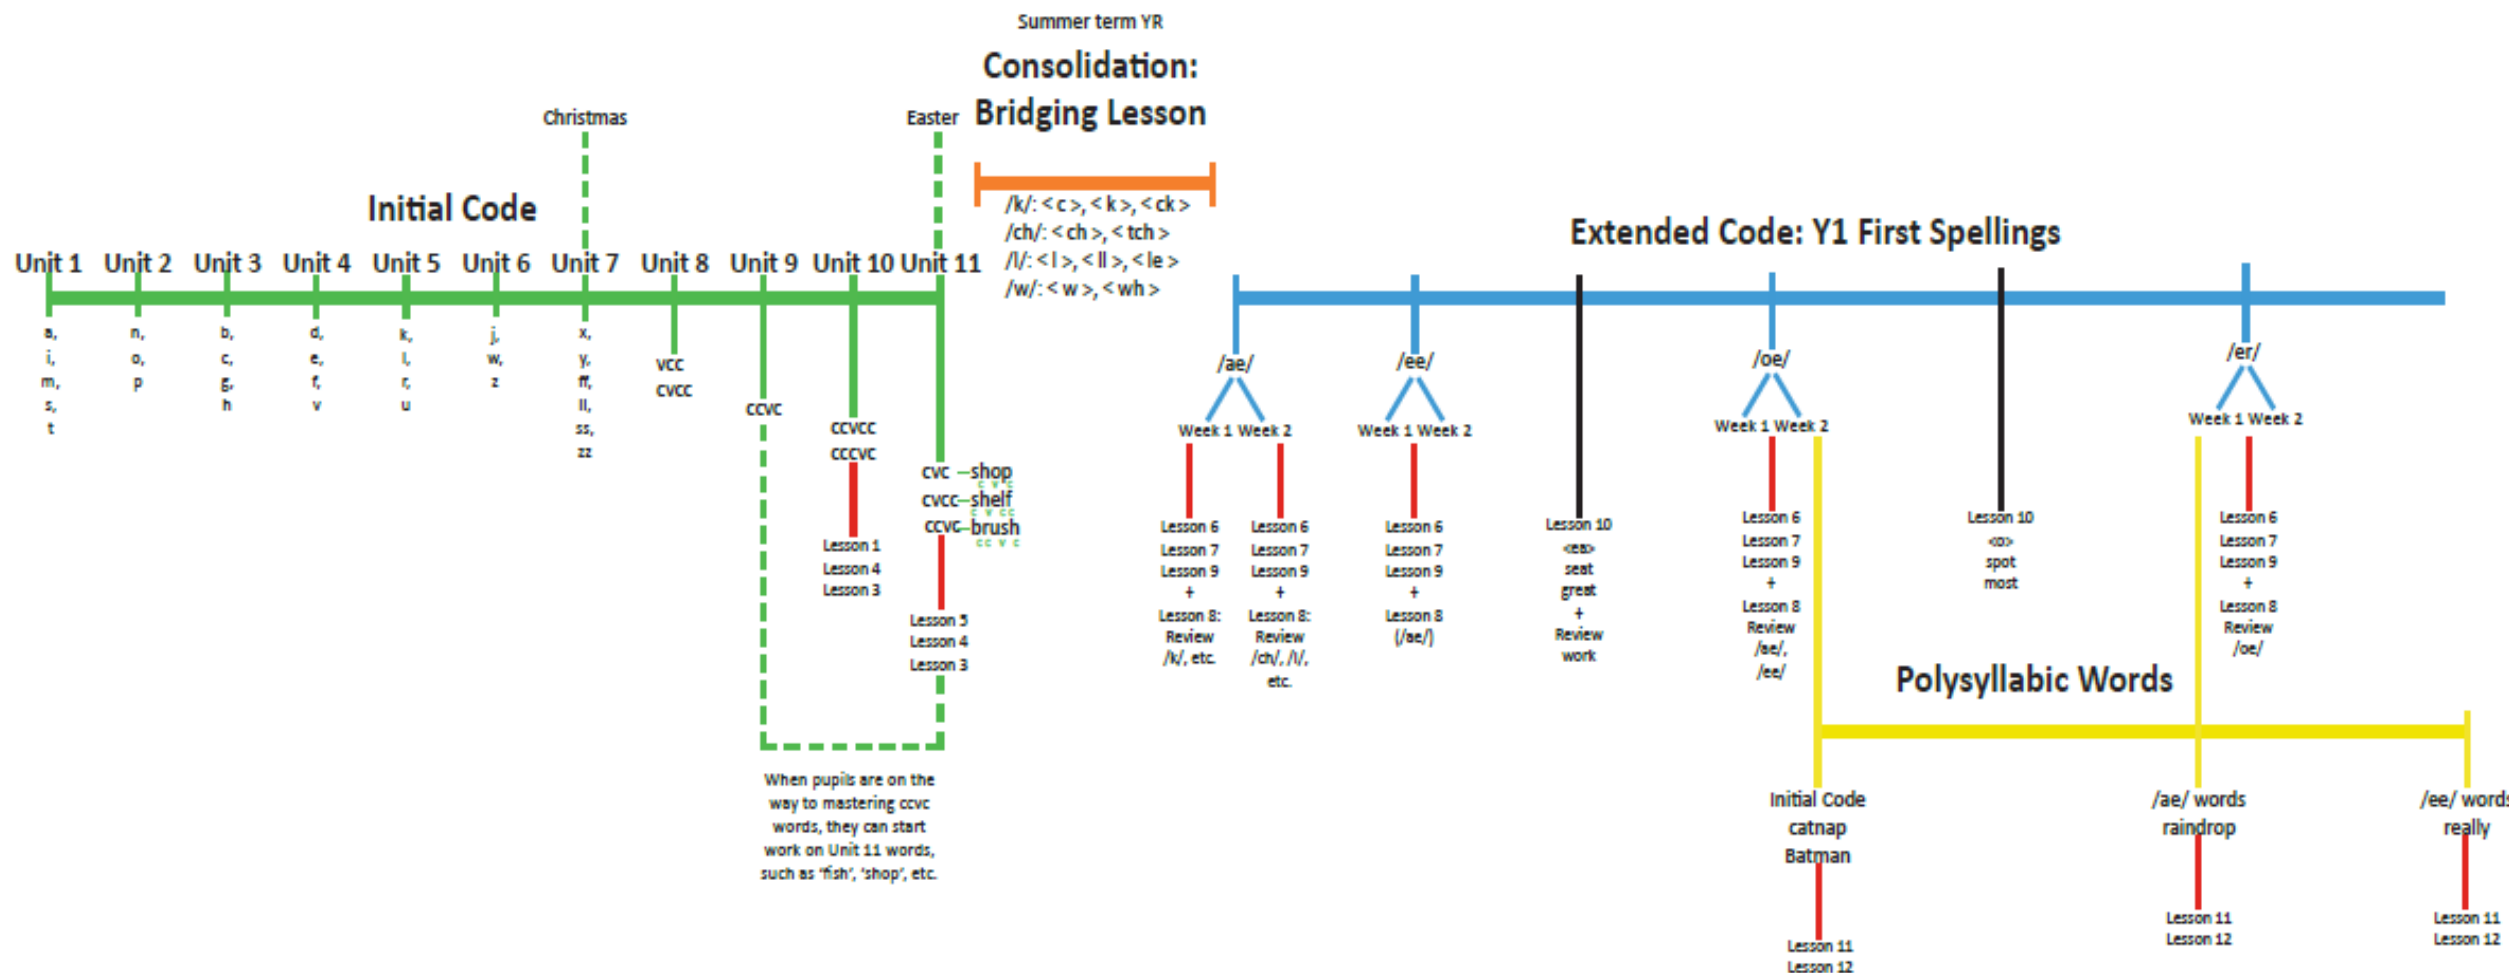 Summer term YR
Consolidation:
Bridging Lesson
Christmas
Easter
Initial Code
Unit 1 Unit 2 Unit 3 Unit 4 Unit 5 Unit 6 Unit 7 Unit 8 Unit 9 Unit 10 Unit 11
a,
i,
m,
s,
t
n,
o,
p
b,
c,
g,
h
d,
e,
f,
v
k,
l,
r,
u
j,
w,
z
x,
y,
ff,
ll,
ss,
zz
vcc
cvcc
ccvc
ccvcc
cccvc
Lesson 1
Lesson 4
Lesson 3
cvc – shop
c v c
cvcc – shelf
c v cc
ccvc – brush
cc v c
Lesson 5
Lesson 4
Lesson 3
When pupils are on the
way to mastering ccvc
words, they can start
work on Unit 11 words,
such as 'fish', 'shop', etc.
/k/: < c >, < k >, < ck >
/ch/: < ch >, < tch >
/l/: < l >, < ll >, < le >
/w/: < w >, < wh >
Extended Code: Y1 First Spellings
/ae/
Week 1 Week 2
Lesson 6
Lesson 7
Lesson 9
+
Lesson 8:
Review
/k/, etc.
Lesson 6
Lesson 7
Lesson 9
+
Lesson 8:
Review
/ch/, /l/,
etc.
/ee/
Week 1 Week 2
Lesson 6
Lesson 7
Lesson 9
+
Lesson 8
(/ae/)
Lesson 10
<ea>
seat
great
+
Review
work
/oe/
Week 1 Week 2
Lesson 6
Lesson 7
Lesson 9
+
Lesson 8
Review
/ae/,
/ee/
Lesson 10
<o>
spot
most
/er/
Week 1 Week 2
Lesson 6
Lesson 7
Lesson 9
+
Lesson 8
Review
/oe/
Polysyllabic Words
Initial Code
catnap
Batman
Lesson 11
Lesson 12
/ae/ words
raindrop
Lesson 11
Lesson 12
/ee/ words
really
Lesson 11
Lesson 12